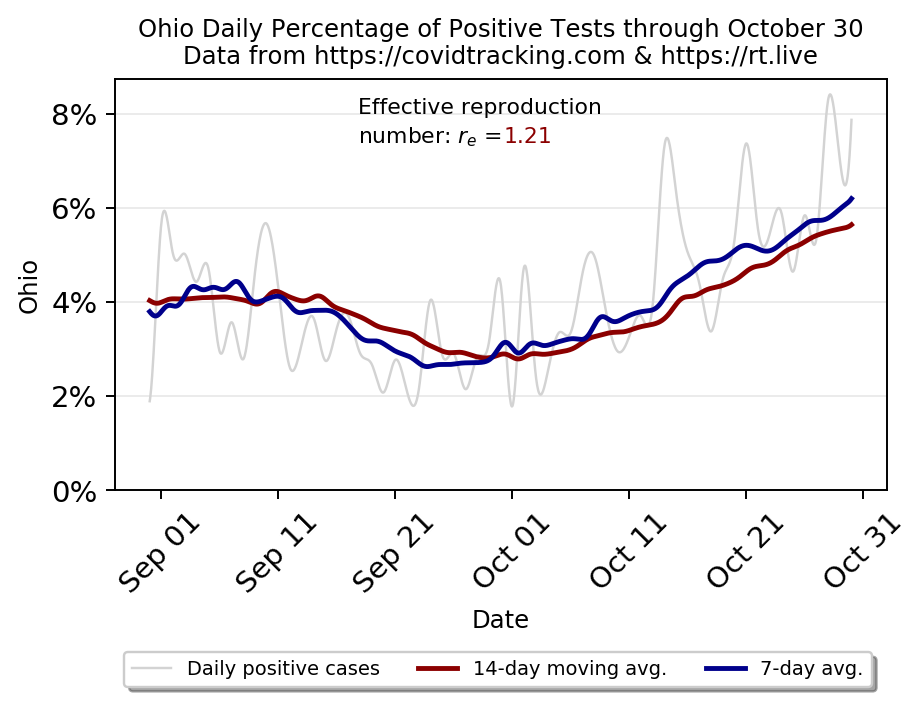 Ohio Daily Percentage of Positive Tests through October 30
Data from https://covidtracking.com & https://rt.live
Effective reproduction
number: rₑ =1.21
8%
6%
4%
2%
0%
Ohio
Sep 01
Sep 11
Sep 21
Oct 01
Oct 11
Oct 21
Oct 31
Date
Daily positive cases
14-day moving avg.
7-day avg.